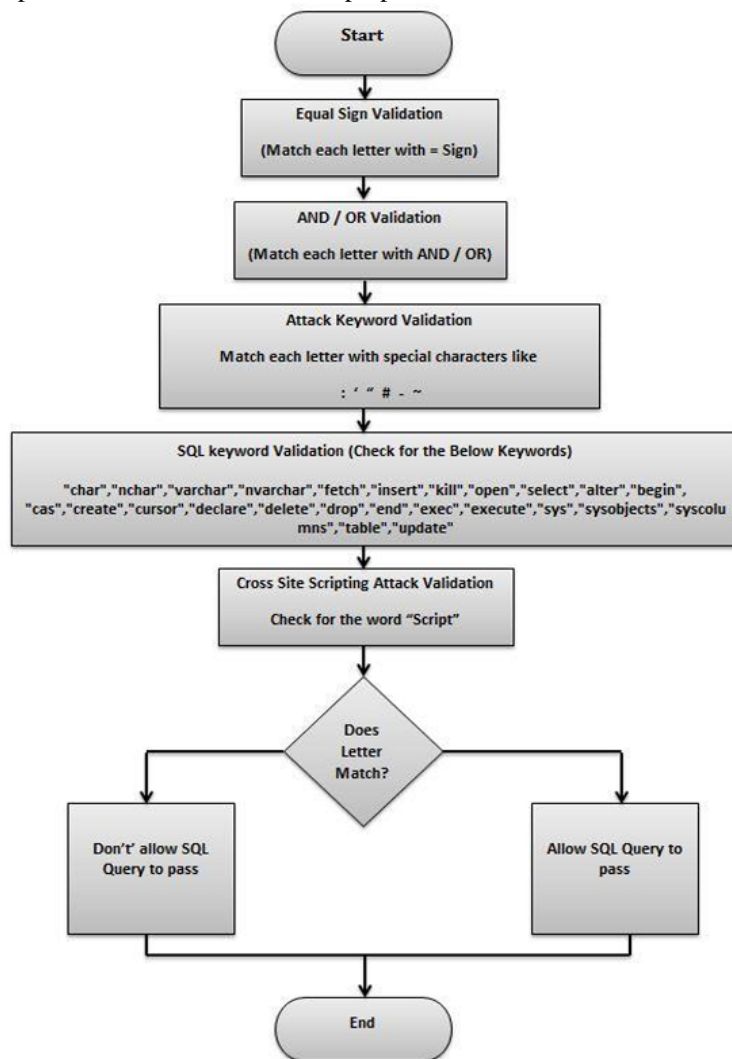 Start
Equal Sign Validation
(Match each letter with = Sign)
AND / OR Validation
(Match each letter with AND / OR)
Attack Keyword Validation
Match each letter with special characters like
: ‘ “ # - ~
SQL keyword Validation (Check for the Below Keywords)
"char","nchar","varchar","nvarchar","fetch","insert","kill","open","select","alter","begin",
"cas","create","cursor","declare","delete","drop","end","exec","execute","sys","sysobjects","syscolu
mns","table","update"
Cross Site Scripting Attack Validation
Check for the word “Script”
Does
Letter
Match?
Don't’ allow SQL
Query to pass
Allow SQL Query to
pass
End